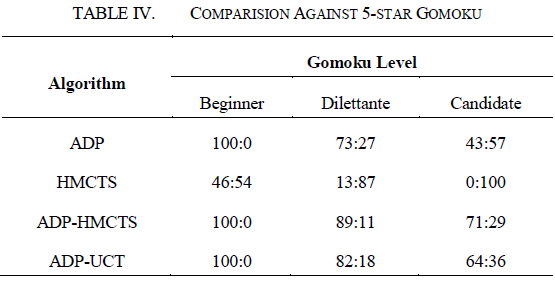 TABLE IV. COMPARISION AGAINST 5-STAR GOMOKU
Algorithm Gomoku Level
Beginner Dilettante Candidate
ADP 100:0 73:27 43:57
HMCTS 46:54 13:87 0:100
ADP-HMCTS 100:0 89:11 71:29
ADP-UCT 100:0 82:18 64:36